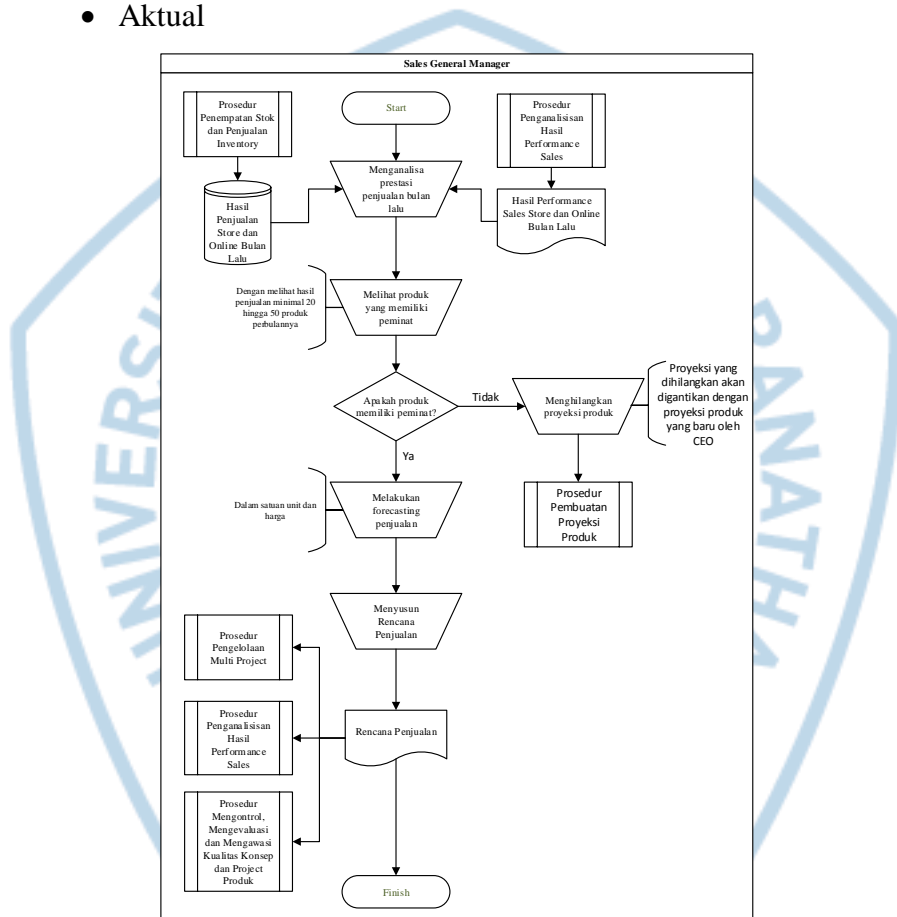 • Aktual
Sales General Manager
Prosedur
Penempatan Stok
dan Penjualan
Inventory
Start
Prosedur
Penganalisisan
Hasil
Performance
Sales
Menganalisa
prestasi
penjualan bulan
lalu
Hasil
Penjualan
Store dan
Online Bulan
Lalu
Hasil Performance
Sales Store dan Online
Bulan Lalu
Dengan melihat hasil
penjualan minimal 20
hingga 50 produk
perbulannya
Melihat produk
yang memiliki
peminat
Apakah produk
memiliki peminat?
Tidak
Menghilangkan
proyeksi produk
Proyeksi yang
dihilangkan akan
digantikan dengan
proyeksi produk
yang baru oleh
CEO
Ya
Dalam satuan unit dan
harga
Melakukan
forecasting
penjualan
Prosedur
Pembuatan
Proyeksi
Produk
Menyusun
Rencana
Penjualan
Prosedur
Pengelolaan
Multi Project
Prosedur
Penganalisisan
Hasil
Performance
Sales
Rencana Penjualan
Prosedur
Mengontrol,
Mengevaluasi
dan Mengawasi
Kualitas Konsep
dan Project
Produk
Finish